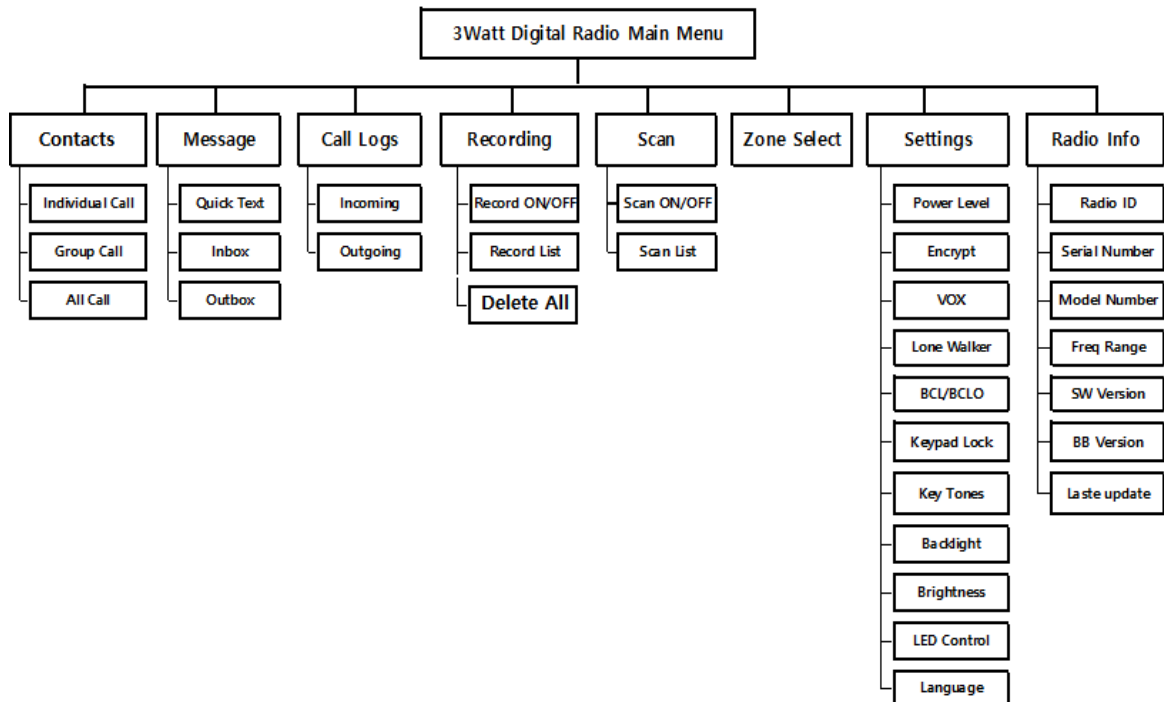 3Watt Digital Radio Main Menu
Contacts
Message
Call Logs
Recording
Scan
Zone Select
Settings
Radio Info
Individual Call
Group Call
All Call
Quick Text
Inbox
Outbox
Incoming
Outgoing
Record ON/OFF
Record List
Delete All
Scan ON/OFF
Scan List
Power Level
Encrypt
VOX
Lone Walker
BCL/BCLO
Keypad Lock
Key Tones
Backlight
Brightness
LED Control
Language
Radio ID
Serial Number
Model Number
Freq Range
SW Version
BB Version
Laste update